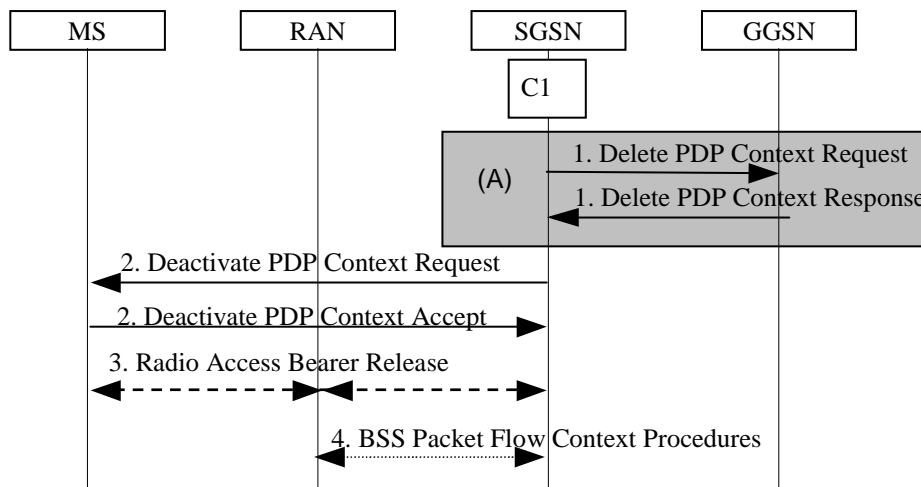 MS RAN SGSN GGSN
C1
(A)
1. Delete PDP Context Request
1. Delete PDP Context Response
2. Deactivate PDP Context Request
2. Deactivate PDP Context Accept
3. Radio Access Bearer Release
4. BSS Packet Flow Context Procedures